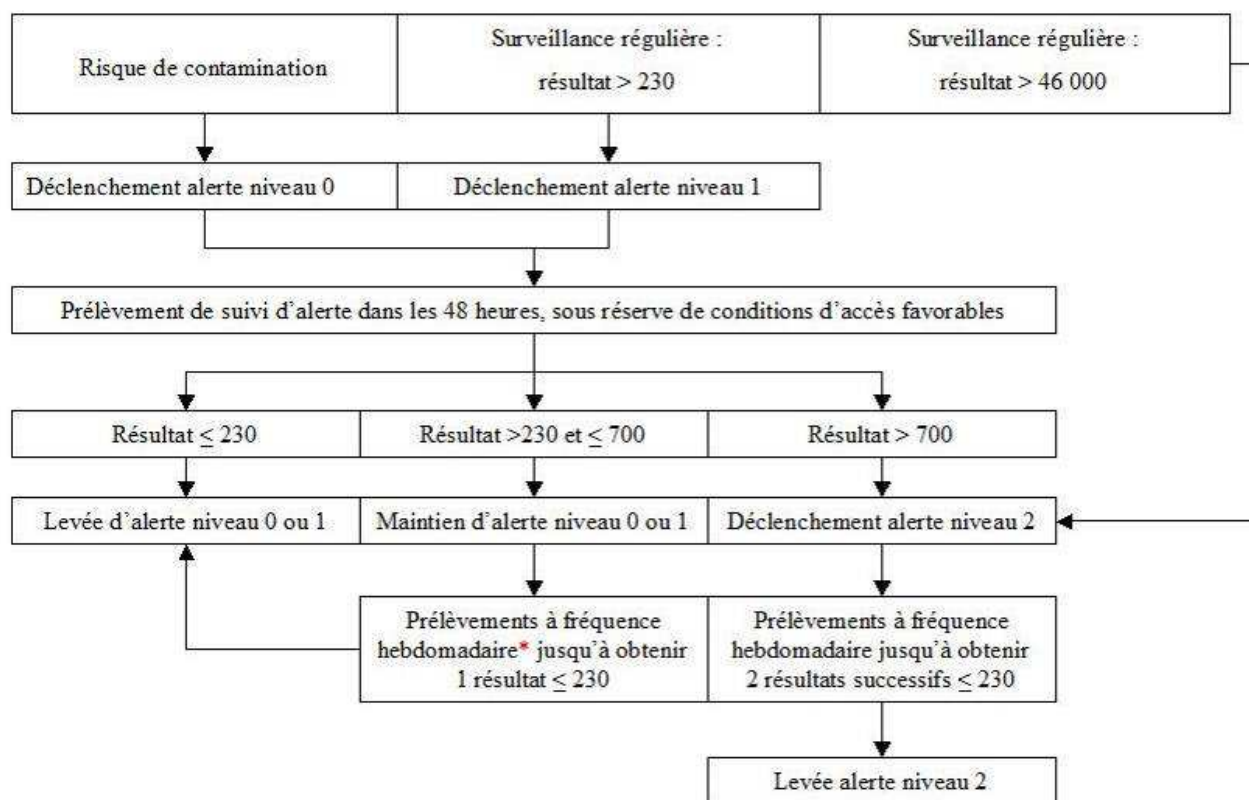 Risque de contamination
Surveillance régulière :
résultat > 230
Surveillance régulière :
résultat > 46 000
Déclenchement alerte niveau 0
Déclenchement alerte niveau 1
Prélèvement de suivi d’alerte dans les 48 heures, sous réserve de conditions d’accès favorables
Résultat ≤ 230
Résultat >230 et ≤ 700
Résultat > 700
Levée d’alerte niveau 0 ou 1
Maintien d’alerte niveau 0 ou 1
Déclenchement alerte niveau 2
Prélèvements à fréquence
hebdomadaire* jusqu’à obtenir
1 résultat ≤ 230
Prélèvements à fréquence
hebdomadaire jusqu’à obtenir
2 résultats successifs ≤ 230
Levée alerte niveau 2